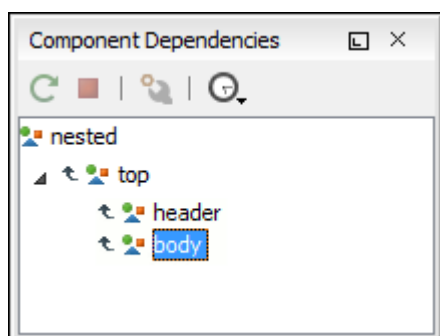 Component Dependencies
nested
top
header
body